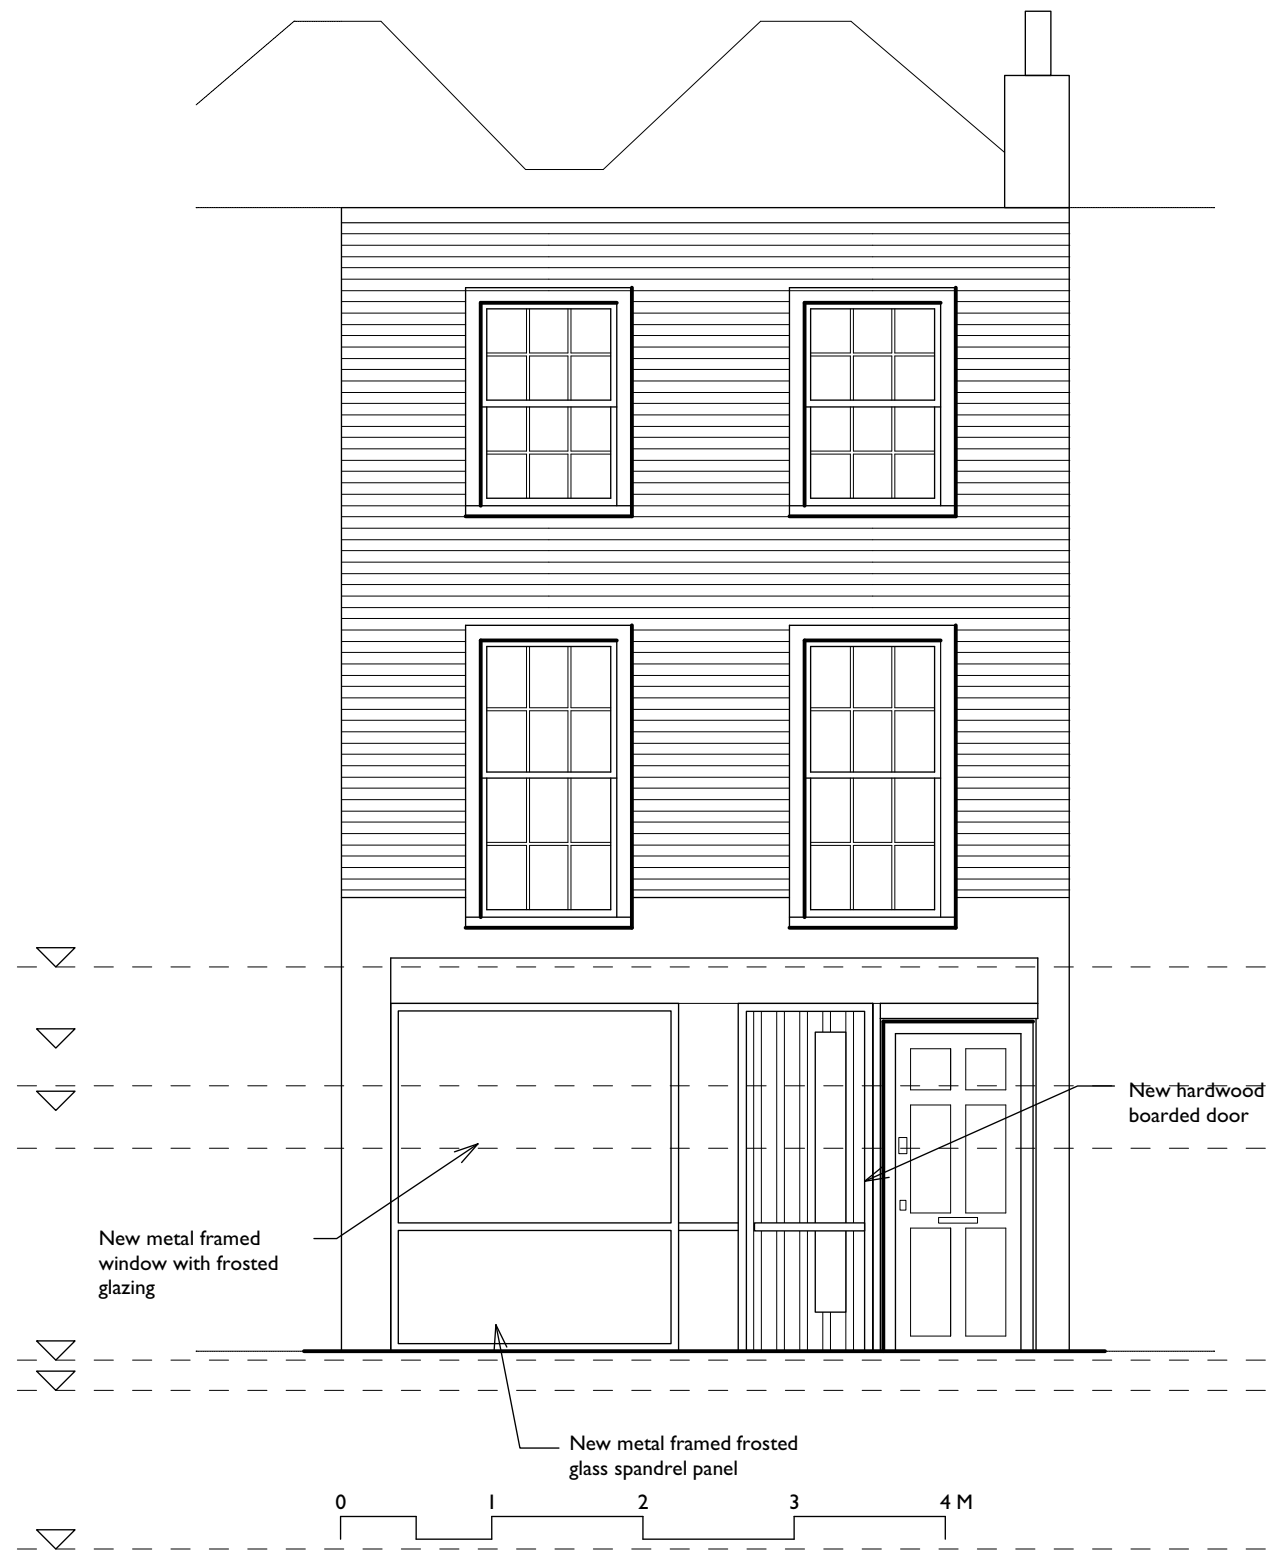 New hardwood
boarded door
New metal framed
window with frosted
glazing
New metal framed frosted
glass spandrel panel
0 1 2 3 4 M